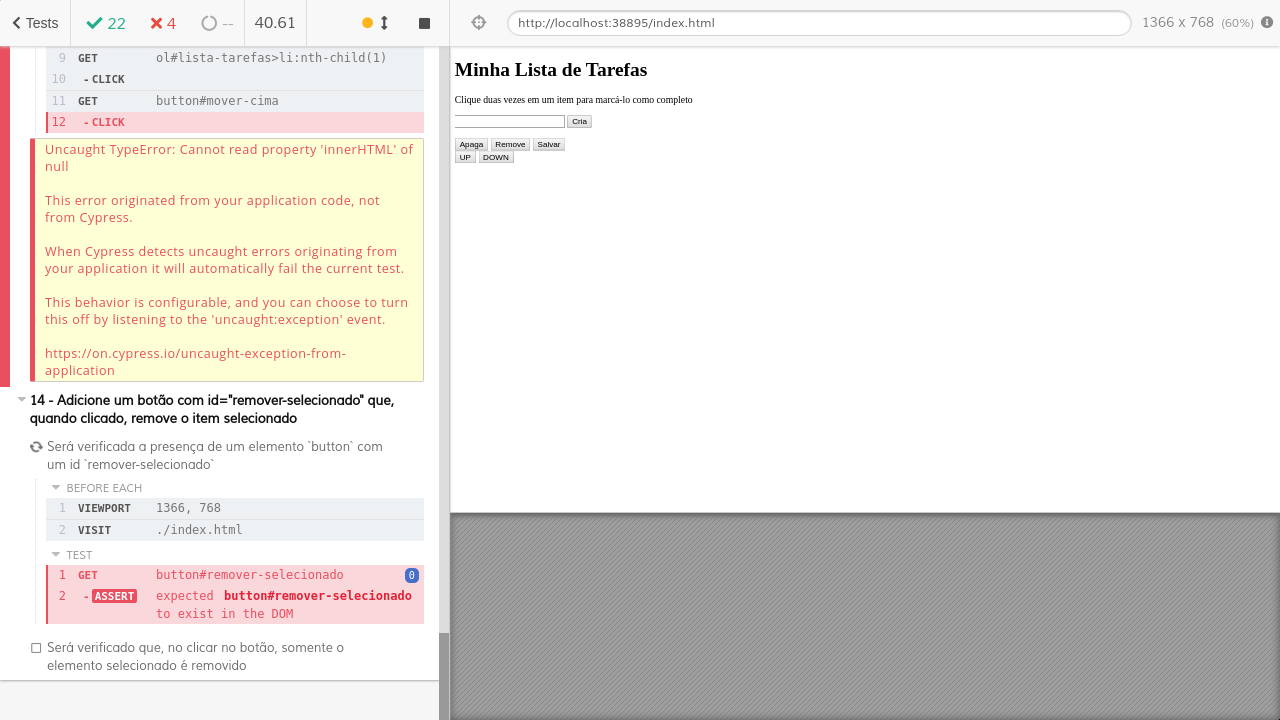 Tests 22 4 -- 40.61
http://localhost:38895/index.html 1366 x 768 (60%)
9 GET ol#lista-tarefas>li:nth-child(1)
10 - CLICK
11 GET button#mover-cima
12 - CLICK
Uncaught TypeError: Cannot read property 'innerHTML' of
null
This error originated from your application code, not
from Cypress.
When Cypress detects uncaught errors originating from
your application it will automatically fail the current test.
This behavior is configurable, and you can choose to turn
this off by listening to the 'uncaught:exception' event.
https://on.cypress.io/uncaught-exception-from-
application
14 - Adicione um botão com id="remover-selecionado" que,
quando clicado, remove o item selecionado
Será verificada a presença de um elemento `button` com
um id `remover-selecionado`
BEFORE EACH
1 VIEWPORT 1366, 768
2 VISIT ./index.html
TEST
1 GET button#remover-selecionado 0
2 - ASSERT expected button#remover-selecionado
to exist in the DOM
Será verificado que, no clicar no botão, somente o
elemento selecionado é removido
Minha Lista de Tarefas
Clique duas vezes em um item para marcá-lo como completo
Cria
Apaga Remove Salvar
UP DOWN